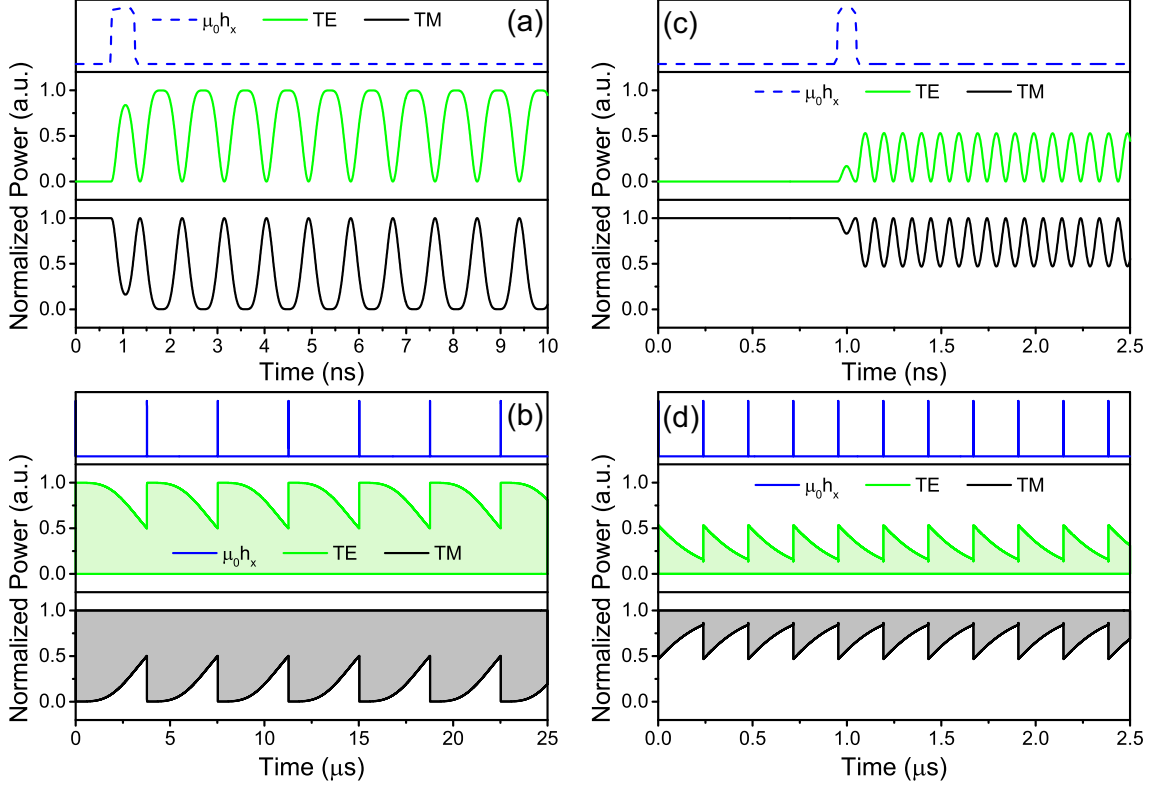 μ₀hₓ TE TM (a)
Normalized Power (a.u.)
1.0
0.5
0.0
1.0
0.5
0.0
0 1 2 3 4 5 6 7 8 9 10
Time (ns)
(c)
μ₀hₓ TE TM
Normalized Power (a.u.)
1.0
0.5
0.0
1.0
0.5
0.0
0.0 0.5 1.0 1.5 2.0 2.5
Time (ns)
(b)
Normalized Power (a.u.)
1.0
0.5
0.0
μ₀hₓ TE TM
1.0
0.5
0.0
0 5 10 15 20 25
Time (μs)
(d)
μ₀hₓ TE TM
Normalized Power (a.u.)
1.0
0.5
0.0
1.0
0.5
0.0
0.0 0.5 1.0 1.5 2.0 2.5
Time (μs)